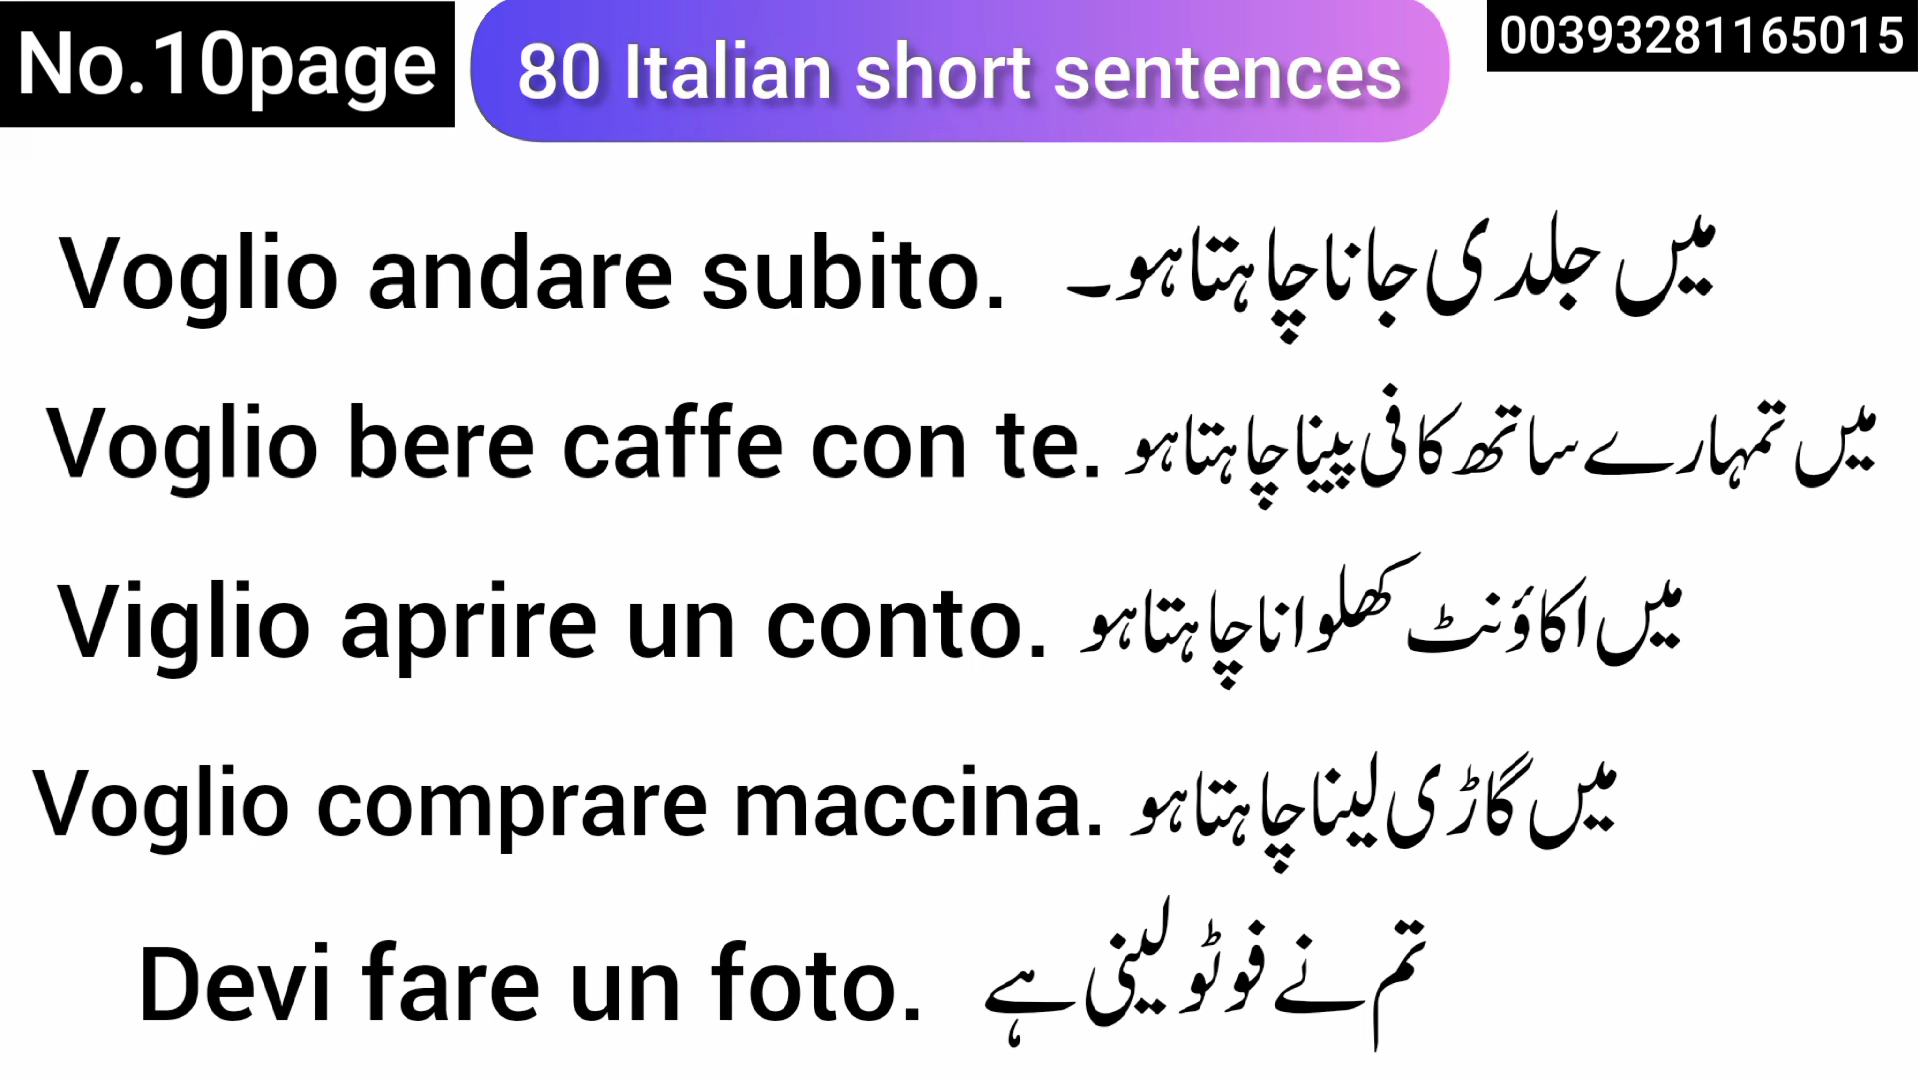 No.10page
80 Italian short sentences
00393281165015
Voglio andare subito. میں جلدی جانا چاہتا ہو۔
Voglio bere caffe con te. میں تمہارے ساتھ کافی پینا چاہتا ہو
Viglio aprire un conto. میں اکاؤنٹ کھلوانا چاہتا ہو
Voglio comprare maccina. میں گاڑی لینا چاہتا ہو
Devi fare un foto. تم نے فوٹو لینی ہے